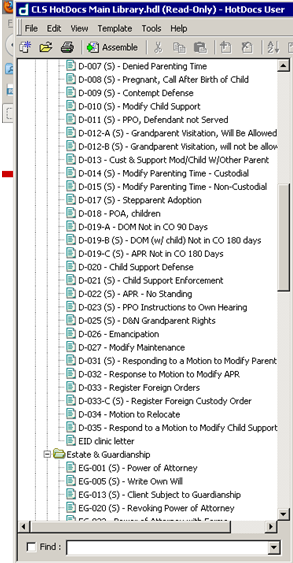 CLS HotDocs Main Library.hdl (Read-Only) - HotDocs User
File Edit View Template Tools Help
Assemble
D-007 (S) - Denied Parenting Time
D-008 (S) - Pregnant, Call After Birth of Child
D-009 (S) - Contempt Defense
D-010 (S) - Modify Child Support
D-011 (S) - PPO, Defendant not Served
D-012-A (S) - Grandparent Visitation, Will Be Allowed
D-012-B (S) - Grandparent Visitation, will not be allow
D-013 - Cust & Support Mod/Child W/Other Parent
D-014 (S) - Modify Parenting Time - Custodial
D-015 (S) - Modify Parenting Time - Non-Custodial
D-017 (S) - Stepparent Adoption
D-018 - POA, children
D-019-A - DOM Not in CO 90 Days
D-019-B (S) - DOM (w/ child) Not in CO 180 days
D-019-C (S) - APR Not in CO 180 Days
D-020 - Child Support Defense
D-021 (S) - Child Support Enforcement
D-022 (S) - APR - No Standing
D-023 (S) - PPO Instructions to Own Hearing
D-025 (S) - D&N Grandparent Rights
D-026 - Emancipation
D-027 - Modify Maintenance
D-031 (S) - Responding to a Motion to Modify Parent
D-032 - Response to Motion to Modify APR
D-033 - Register Foreign Orders
D-033-C (S) - Register Foreign Custody Order
D-034 - Motion to Relocate
D-035 - Respond to a Motion to Modify Child Support
EID clinic letter
Estate & Guardianship
EG-001 (S) - Power of Attorney
EG-005 (S) - Write Own Will
EG-013 (S) - Client Subject to Guardianship
EG-020 (S) - Revoking Power of Attorney
Find :